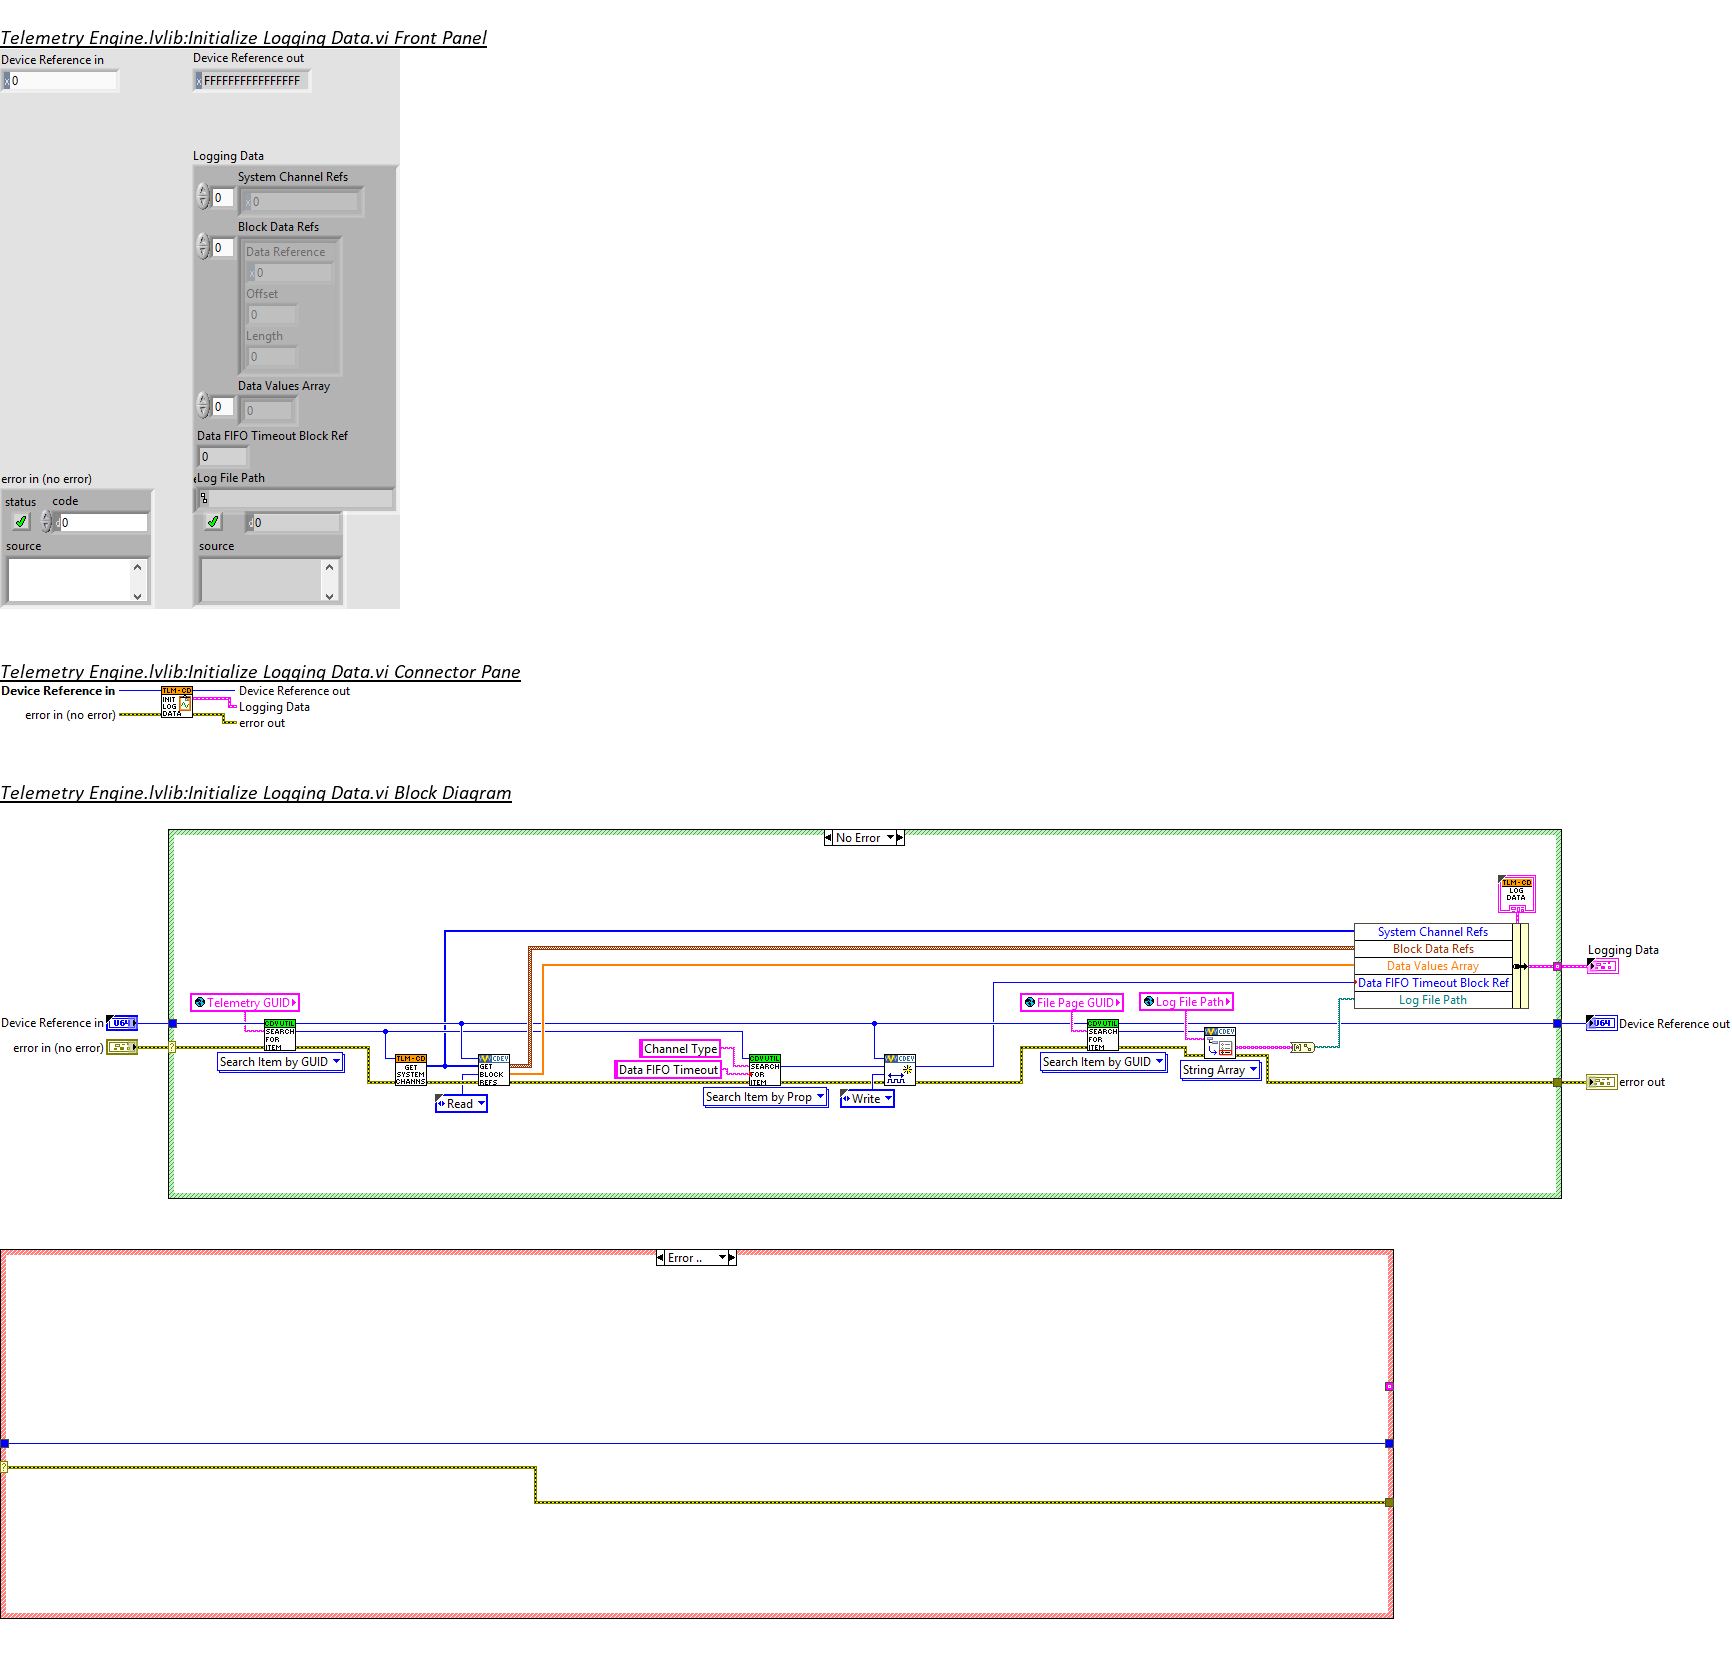 Telemetry Engine.lvlib:Initialize Logging Data.vi Front Panel
Device Reference in
x 0
Device Reference out
x FFFFFFFFFFFFFFFF
Logging Data
System Channel Refs
0
x 0
Block Data Refs
0
Data Reference
x 0
Offset
0
Length
0
Data Values Array
0
0
Data FIFO Timeout Block Ref
0
Log File Path
error in (no error)
status
code
d 0
source
d 0
source
Telemetry Engine.lvlib:Initialize Logging Data.vi Connector Pane
Device Reference in
error in (no error)
TLM-CD
INIT
LOG
DATA
Device Reference out
Logging Data
error out
Telemetry Engine.lvlib:Initialize Logging Data.vi Block Diagram
No Error
TLM-CD
LOG
DATA
System Channel Refs
Block Data Refs
Data Values Array
Data FIFO Timeout Block Ref
Log File Path
Logging Data
Telemetry GUID
File Page GUID
Log File Path
Device Reference in
U64
CDV UTIL
SEARCH
FOR
ITEM
CDV UTIL
SEARCH
FOR
ITEM
CDEV
U64
Device Reference out
error in (no error)
?
Search Item by GUID
TLM-CD
GET
SYSTEM
CHANNS
CDEV
GET
BLOCK
REFS
Channel Type
Data FIFO Timeout
CDV UTIL
SEARCH
FOR
ITEM
CDEV
Search Item by GUID
String Array
error out
Read
Search Item by Prop
Write
Error ..
?